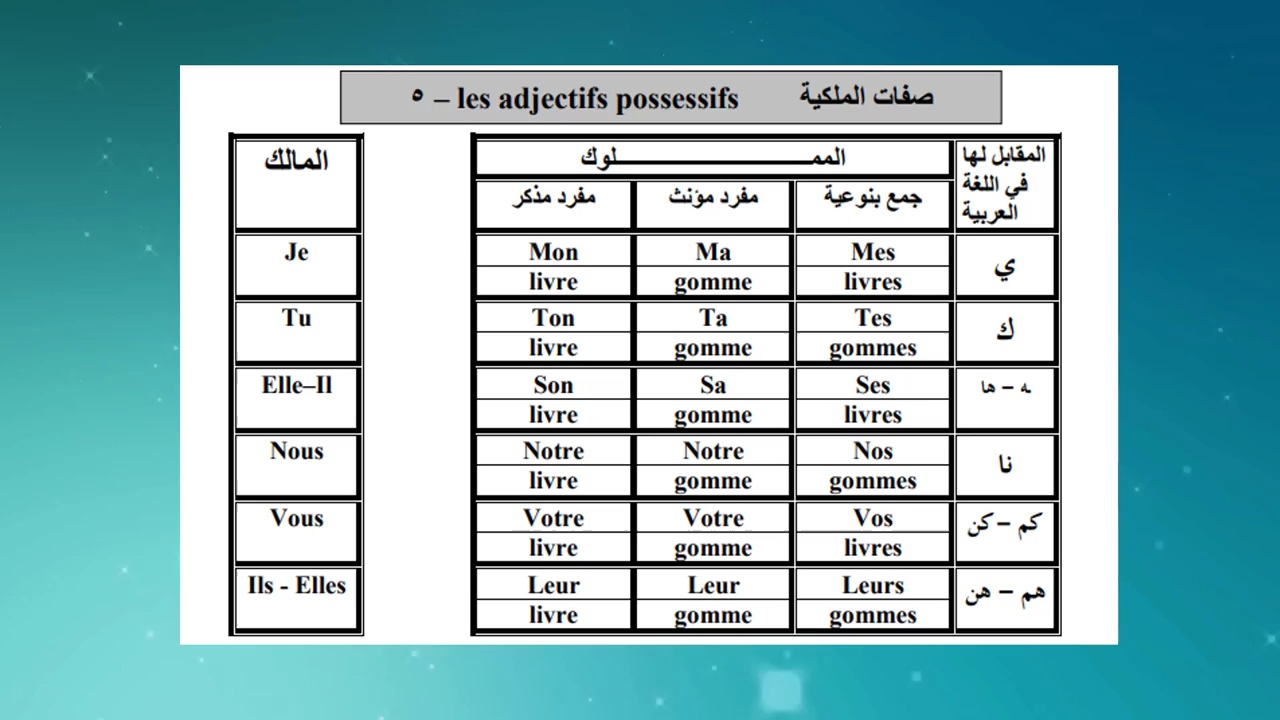 ٥ – les adjectifs possessifs صفات الملكية
المالك
الممـــــــــــــــــــــــلوك
المقابل لها
في اللغة
العربية
مفرد مذكر مفرد مؤنث جمع بنوعية
Je Mon Ma Mes ي
livre gomme livres
Tu Ton Ta Tes ك
livre gomme gommes
Elle–Il Son Sa Ses ـه – ها
livre gomme livres
Nous Notre Notre Nos نا
livre gomme gommes
Vous Votre Votre Vos كم – كن
livre gomme livres
Ils - Elles Leur Leur Leurs هم – هن
livre gomme gommes